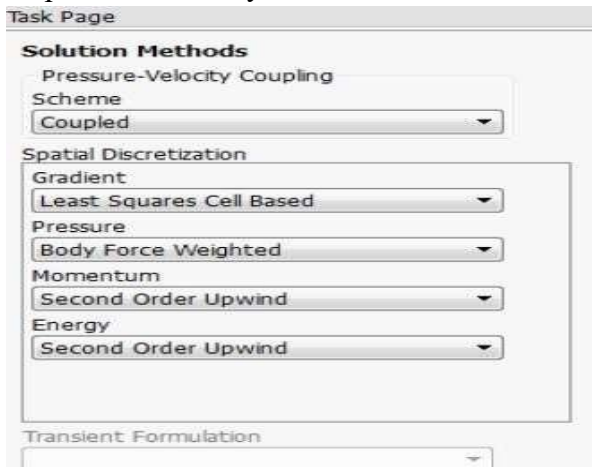 Task Page
Solution Methods
Pressure-Velocity Coupling
Scheme
Coupled
Spatial Discretization
Gradient
Least Squares Cell Based
Pressure
Body Force Weighted
Momentum
Second Order Upwind
Energy
Second Order Upwind
Transient Formulation